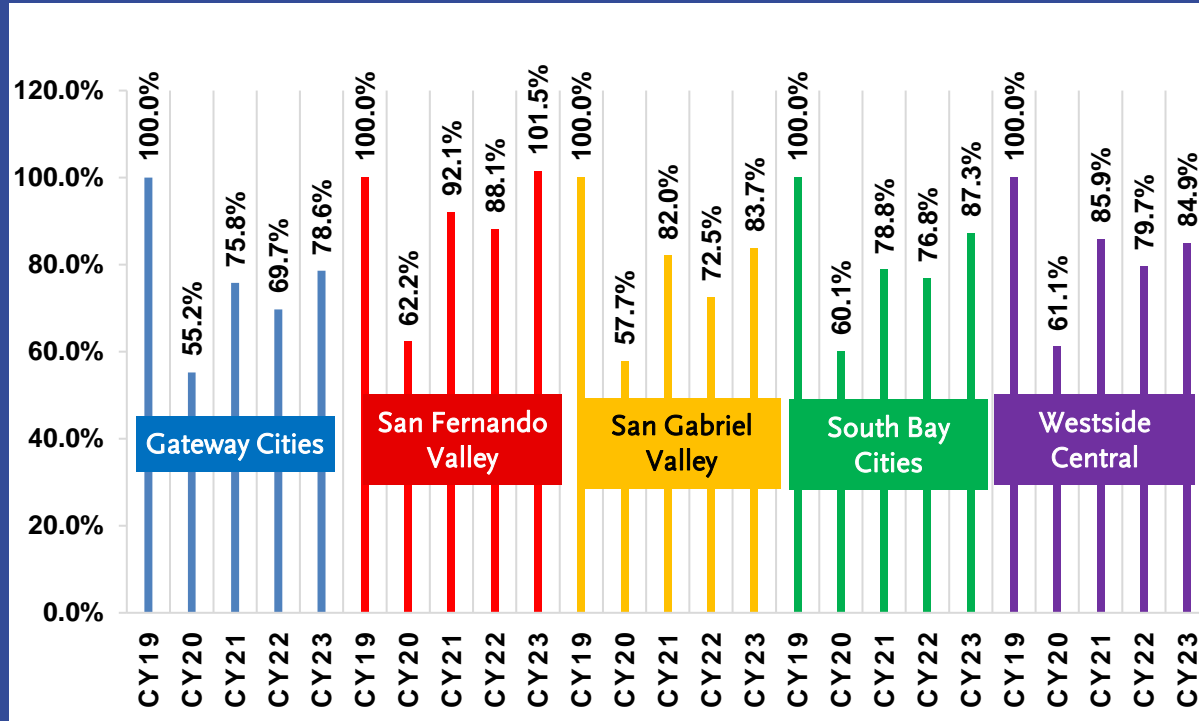 120.0%
100.0%
80.0%
60.0%
40.0%
20.0%
0.0%
100.0%
55.2%
75.8%
69.7%
78.6%
100.0%
62.2%
92.1%
88.1%
101.5%
100.0%
57.7%
82.0%
72.5%
83.7%
100.0%
60.1%
78.8%
76.8%
87.3%
100.0%
61.1%
85.9%
79.7%
84.9%
Gateway Cities
San Fernando
Valley
San Gabriel
Valley
South Bay
Cities
Westside
Central
CY19
CY20
CY21
CY22
CY23
CY19
CY20
CY21
CY22
CY23
CY19
CY20
CY21
CY22
CY23
CY19
CY20
CY21
CY22
CY23
CY19
CY20
CY21
CY22
CY23